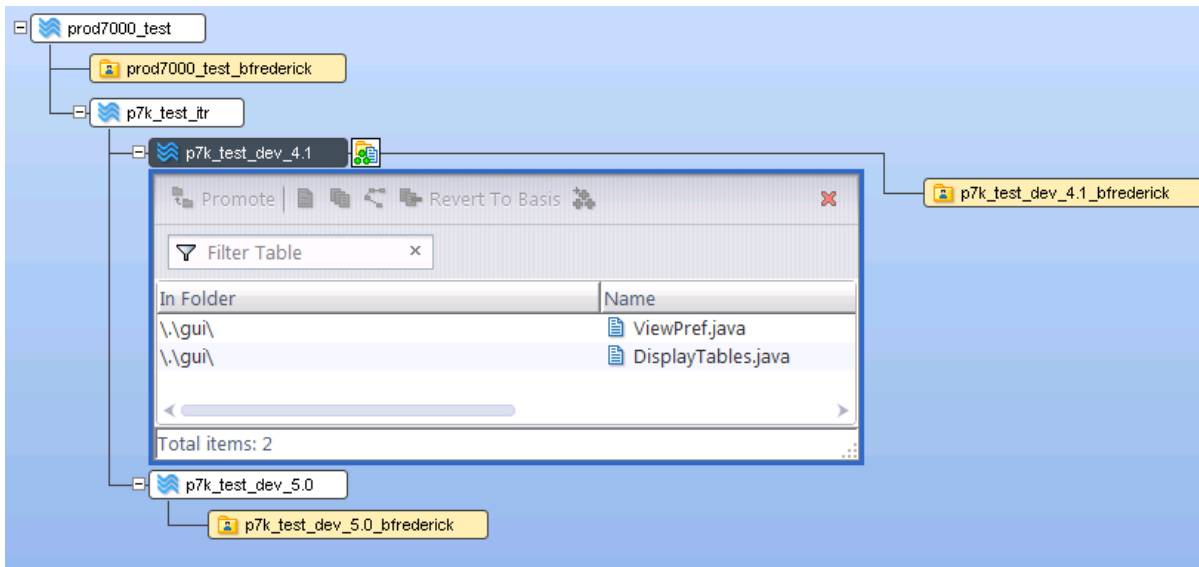 prod7000_test
prod7000_test_bfrederick
p7k_test_itr
p7k_test_dev_4.1
p7k_test_dev_4.1_bfrederick
Promote Revert To Basis
Filter Table
In Folder Name
\.\gui\ ViewPref.java
\.\gui\ DisplayTables.java
Total items: 2
p7k_test_dev_5.0
p7k_test_dev_5.0_bfrederick